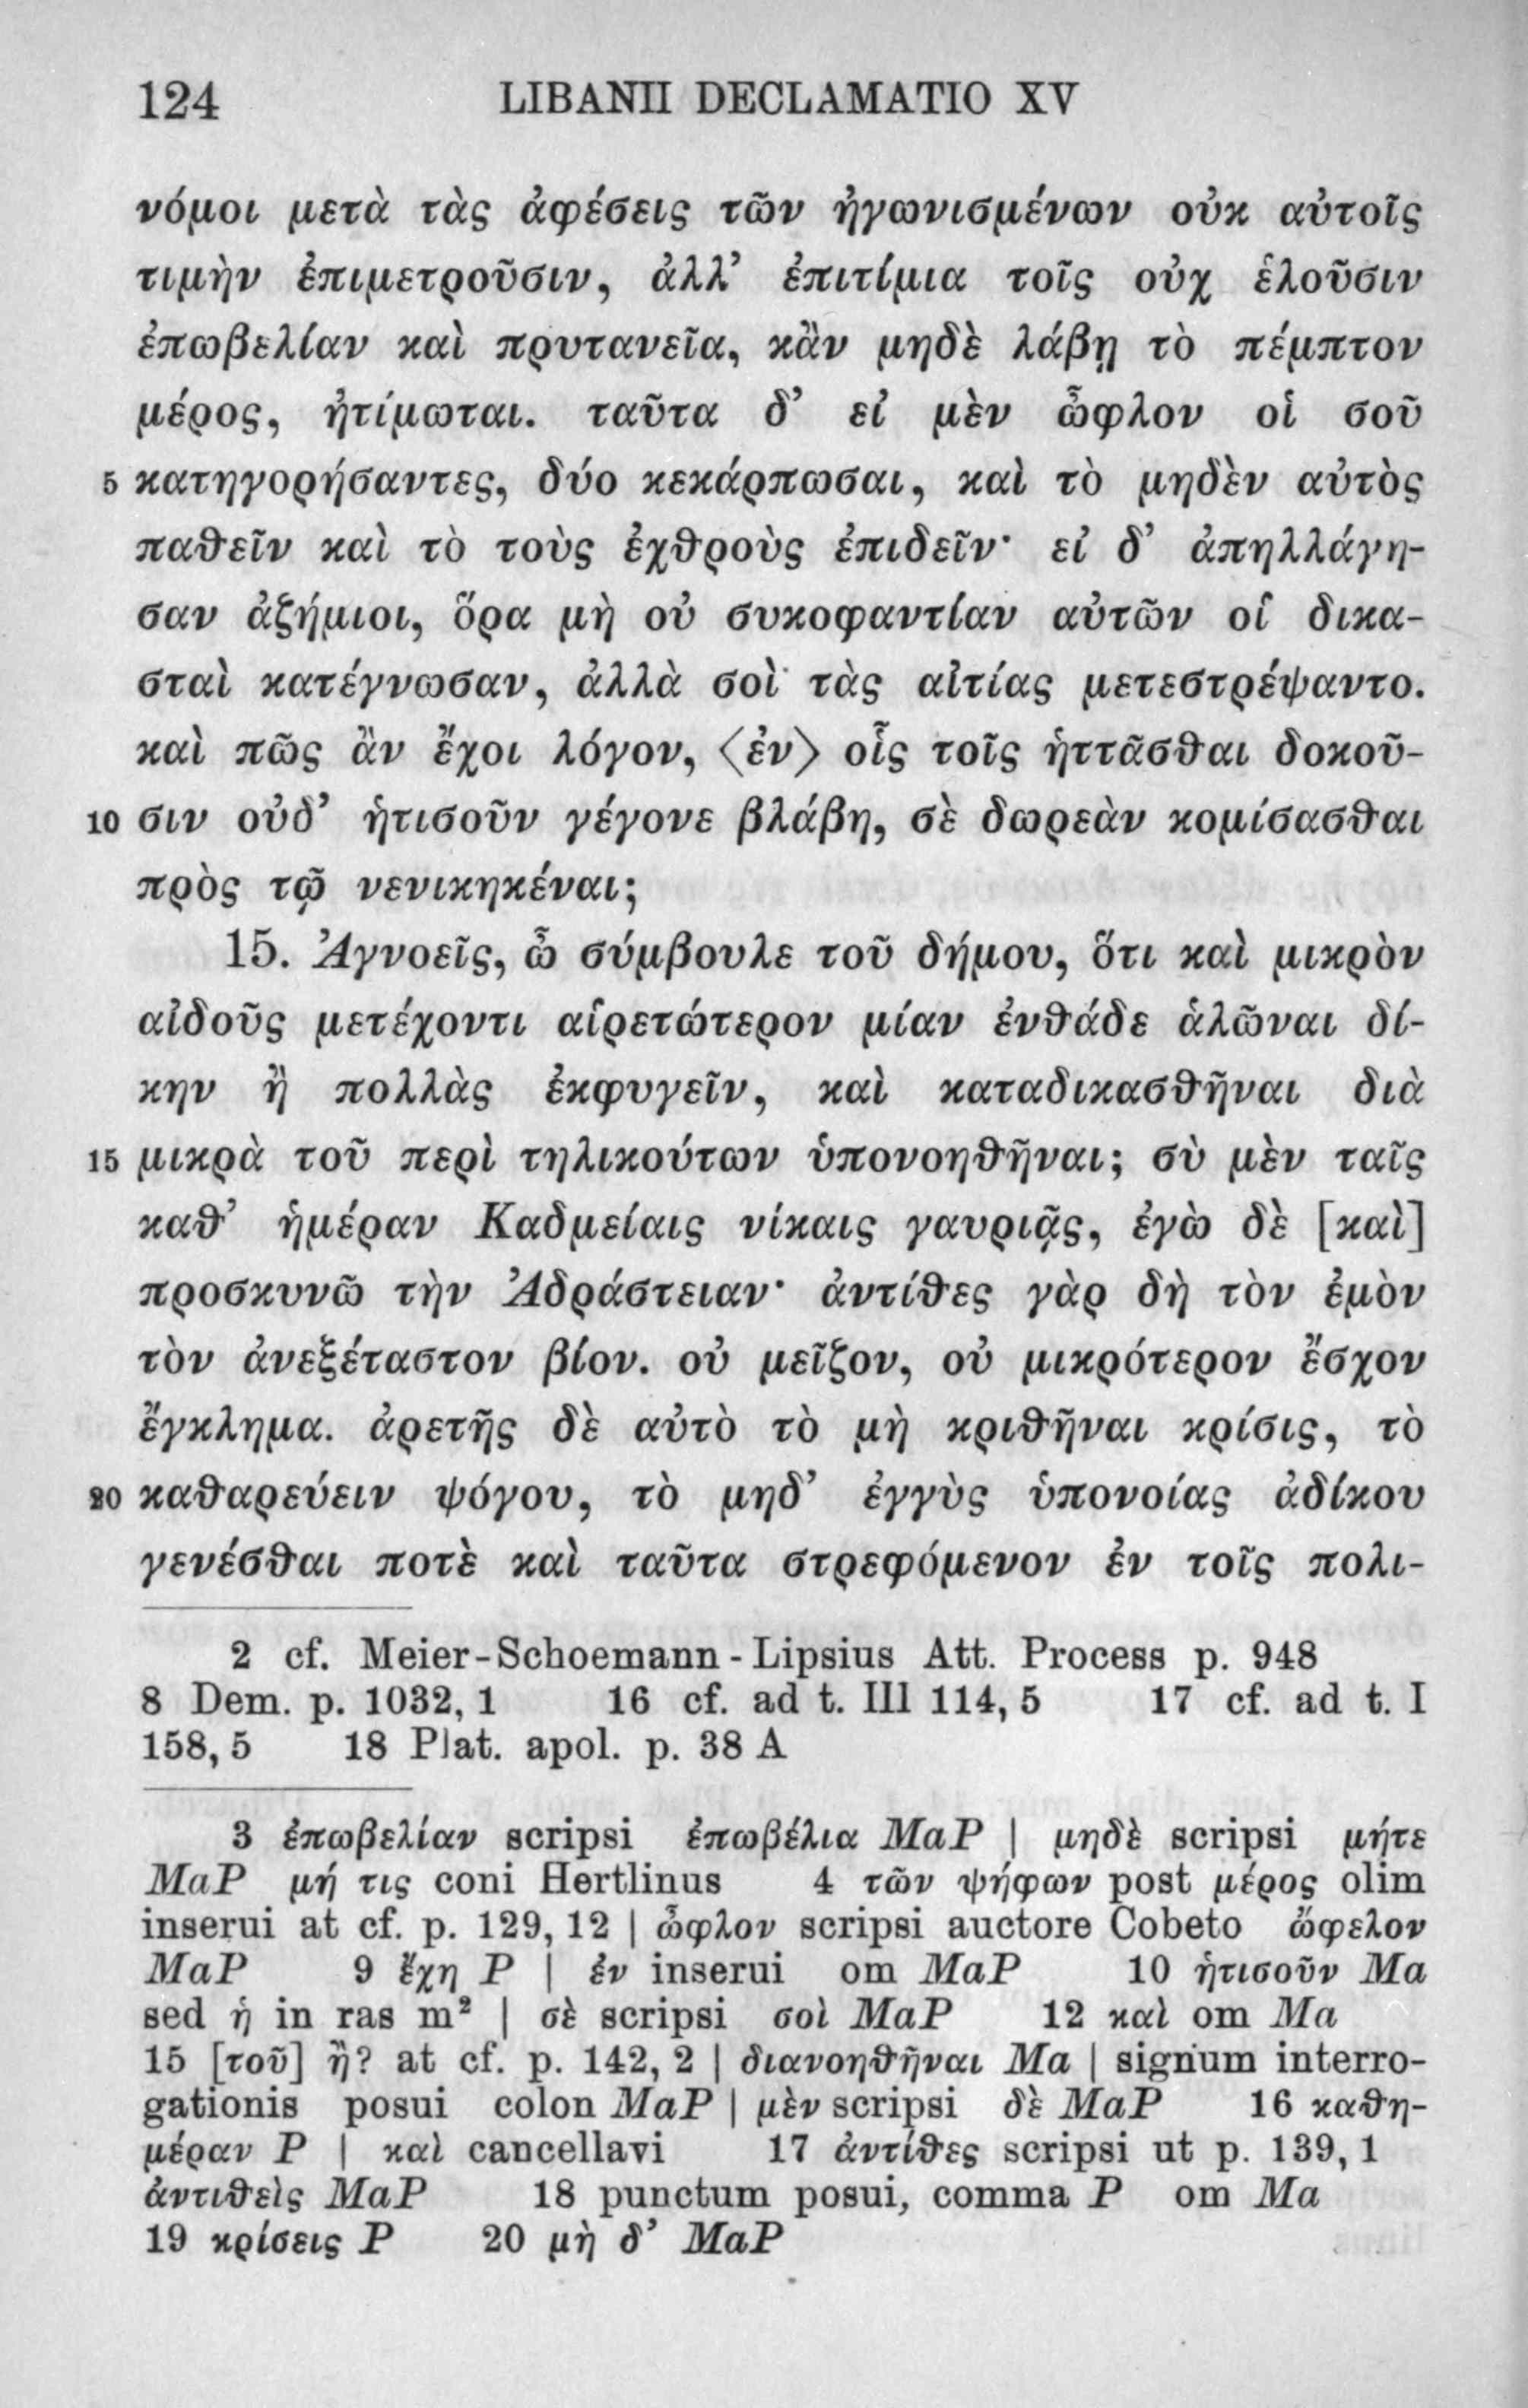 124 LIBANII DECLAMATIO XV
νόμοι μετὰ τὰς ἀφέσεις τῶν ἠγωνισμένων οὐκ αὐτοῖς
τιμὴν ἐπιμετροῦσιν, ἀλλ’ ἐπιτίμια τοῖς οὐχ ἑλοῦσιν
ἐπωβελίαν καὶ πρυτανεῖα, κἂν μηδὲ λάβῃ τὸ πέμπτον
μέρος, ἠτίμωται. ταῦτα δ’ εἰ μὲν ὦφλον οἱ σοῦ
5 κατηγορήσαντες, δύο κεκάρπωσαι, καὶ τὸ μηδὲν αὐτὸς
παθεῖν καὶ τὸ τοὺς ἐχθροὺς ἐπιδεῖν· εἰ δ’ ἀπηλλάγη-
σαν ἀζήμιοι, ὅρα μὴ οὐ συκοφαντίαν αὐτῶν οἱ δικα-
σταὶ κατέγνωσαν, ἀλλὰ σοὶ τὰς αἰτίας μετεστρέψαντο.
καὶ πῶς ἂν ἔχοι λόγον, ⟨ἐν⟩ οἷς τοῖς ἡττᾶσθαι δοκοῦ-
10 σιν οὐδ’ ἡτισοῦν γέγονε βλάβη, σὲ δωρεὰν κομίσασθαι
πρὸς τῷ νενικηκέναι;
15. Ἀγνοεῖς, ὦ σύμβουλε τοῦ δήμου, ὅτι καὶ μικρὸν
αἰδοῦς μετέχοντι αἱρετώτερον μίαν ἐνθάδε ἁλῶναι δί-
κην ἢ πολλὰς ἐκφυγεῖν, καὶ καταδικασθῆναι διὰ
15 μικρὰ τοῦ περὶ τηλικούτων ὑπονοηθῆναι; σὺ μὲν ταῖς
καθ’ ἡμέραν Καδμείαις νίκαις γαυριᾷς, ἐγὼ δὲ [καὶ]
προσκυνῶ τὴν Ἀδράστειαν· ἀντίθες γὰρ δὴ τὸν ἐμὸν
τὸν ἀνεξέταστον βίον. οὐ μεῖζον, οὐ μικρότερον ἔσχον
ἔγκλημα. ἀρετῆς δὲ αὐτὸ τὸ μὴ κριθῆναι κρίσις, τὸ
20 καθαρεύειν ψόγου, τὸ μηδ’ ἐγγὺς ὑπονοίας ἀδίκου
γενέσθαι ποτὲ καὶ ταῦτα στρεφόμενον ἐν τοῖς πολι-
2 cf. Meier-Schoemann-Lipsius Att. Process p. 948
8 Dem. p. 1032, 1 16 cf. ad t. III 114, 5 17 cf. ad t. I
158, 5 18 Plat. apol. p. 38 A
3 ἐπωβελίαν scripsi ἐπωβέλια MaP | μηδὲ scripsi μήτε
MaP μή τις coni Hertlinus 4 τῶν ψήφων post μέρος olim
inserui at cf. p. 129, 12 | ὦφλον scripsi auctore Cobeto ὤφελον
MaP 9 ἔχη P | ἐν inserui om MaP 10 ἡτισοῦν Ma
sed ἡ in ras m² | σὲ scripsi σοὶ MaP 12 καὶ om Ma
15 [τοῦ] ἢ? at cf. p. 142, 2 | διανοηθῆναι Ma | signum interro-
gationis posui colon MaP | μὲν scripsi δὲ MaP 16 καθη-
μέραν P | καὶ cancellavi 17 ἀντίθες scripsi ut p. 139, 1
ἀντιθεὶς MaP 18 punctum posui, comma P om Ma
19 κρίσεις P 20 μὴ δ’ MaP